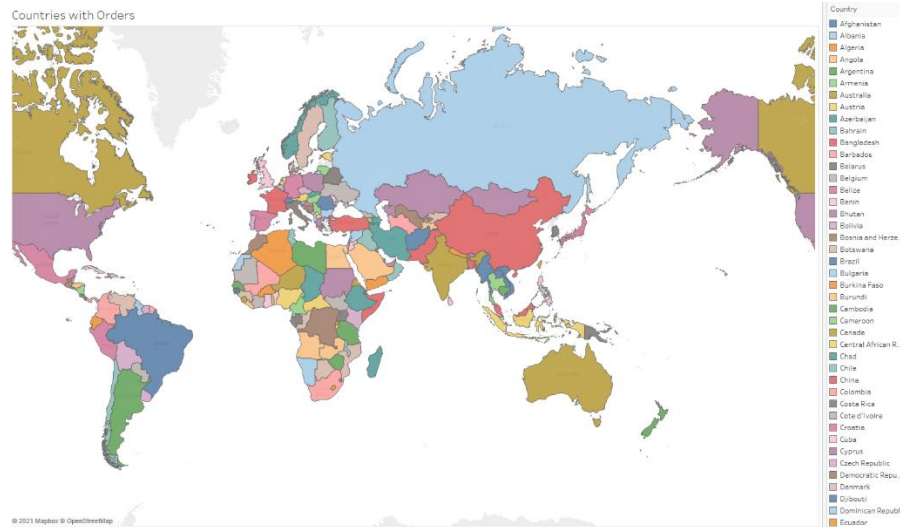 Countries with Orders
Country
Afghanistan
Albania
Algeria
Angola
Argentina
Armenia
Australia
Austria
Azerbaijan
Bahrain
Bangladesh
Barbados
Belarus
Belgium
Belize
Benin
Bhutan
Bolivia
Bosnia and Herze..
Botswana
Brazil
Bulgaria
Burkina Faso
Burundi
Cambodia
Cameroon
Canada
Central African R..
Chad
Chile
China
Colombia
Costa Rica
Cote d'Ivoire
Croatia
Cuba
Cyprus
Czech Republic
Democratic Repu..
Denmark
Djibouti
Dominican Republ
Ecuador
© 2021 Mapbox © OpenStreetMap